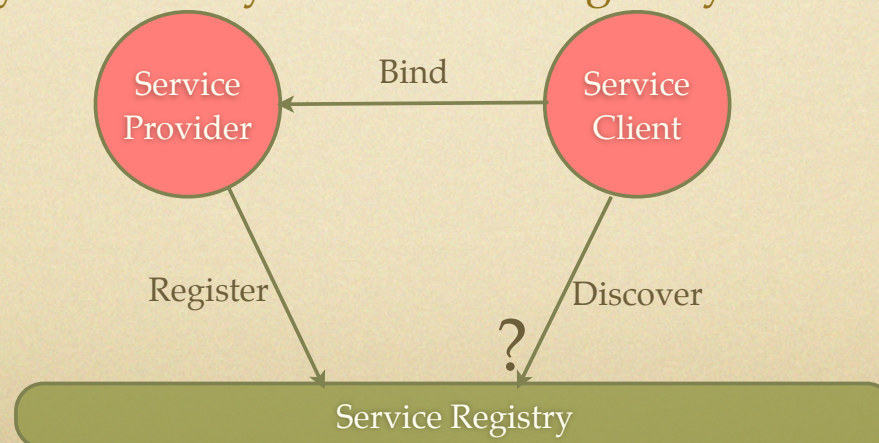 Service
Provider
Bind
Service
Client
Register
Discover
?
Service Registry